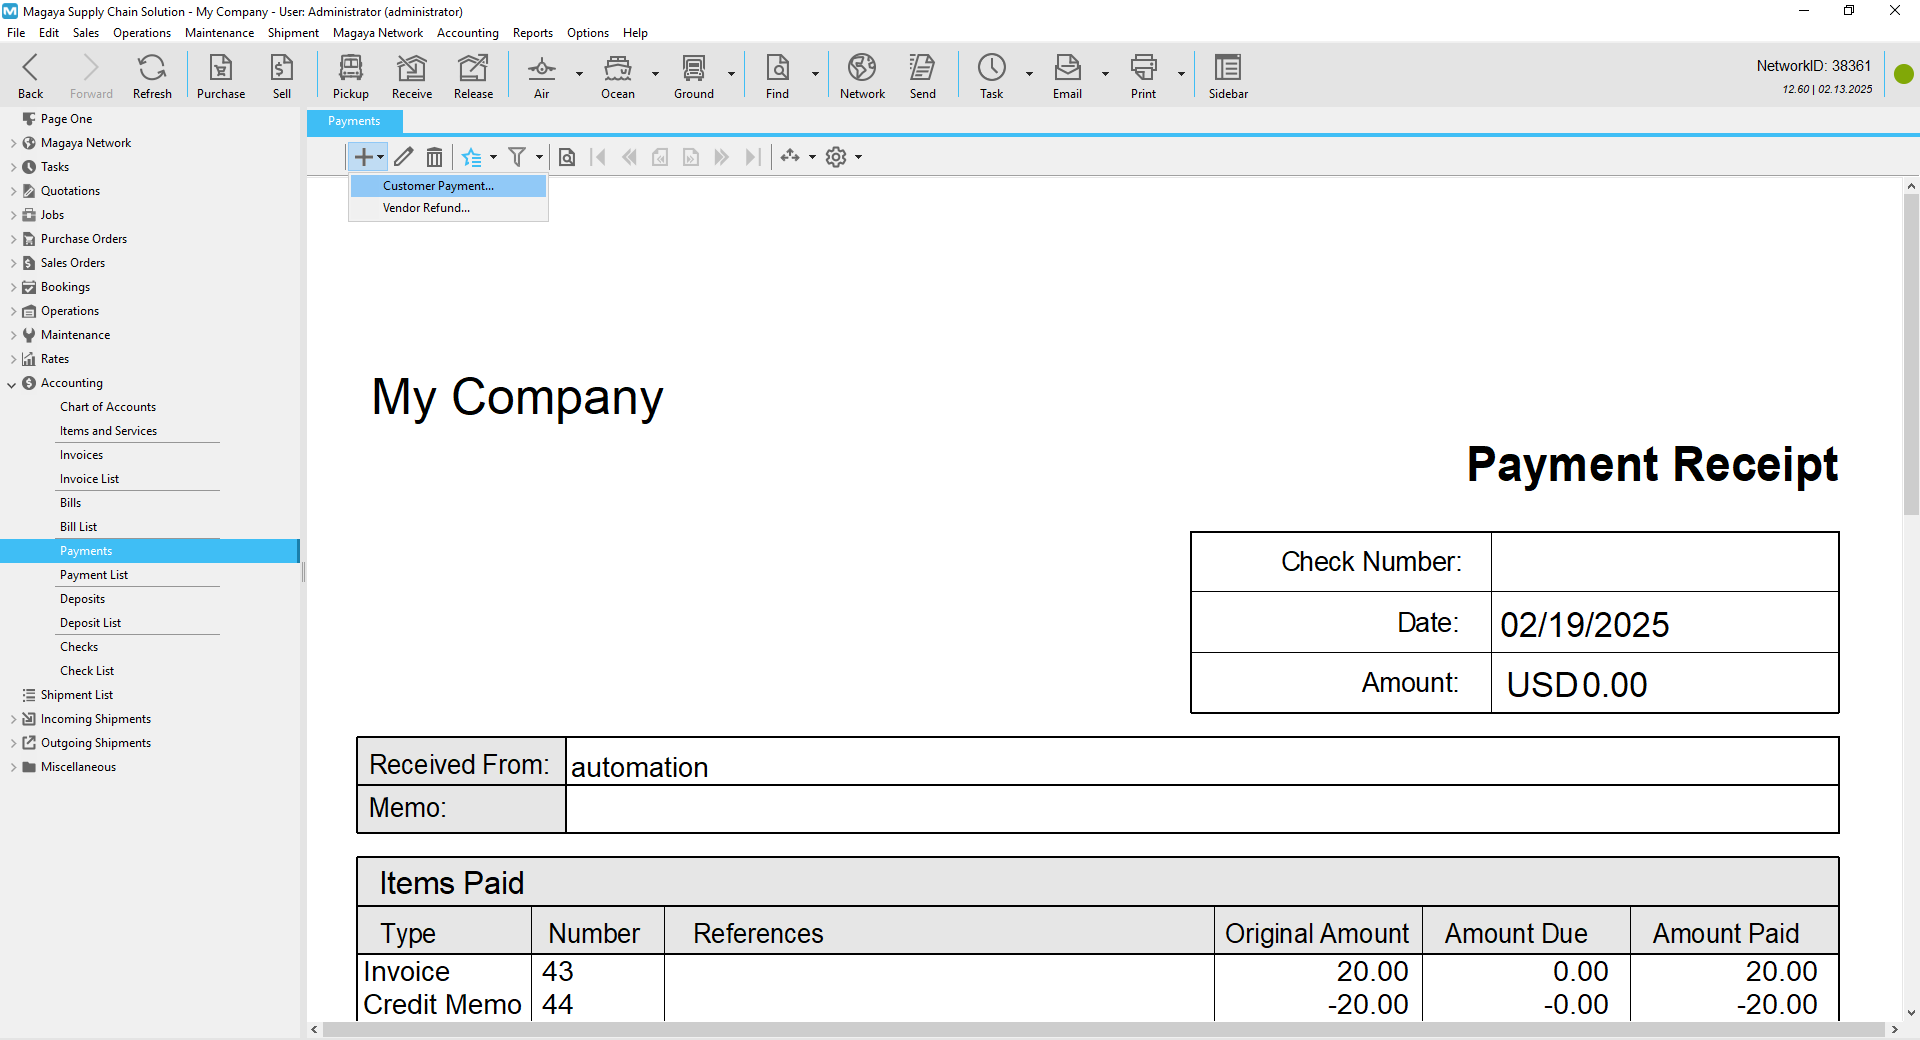 Magaya Supply Chain Solution - My Company - User: Administrator (administrator)
File Edit Sales Operations Maintenance Shipment Magaya Network Accounting Reports Options Help
Back Forward Refresh Purchase Sell Pickup Receive Release Air Ocean Ground Find Network Send Task Email Print Sidebar
NetworkID: 38361
12.60 | 02.13.2025
Page One
Magaya Network
Tasks
Quotations
Jobs
Purchase Orders
Sales Orders
Bookings
Operations
Maintenance
Rates
Accounting
Chart of Accounts
Items and Services
Invoices
Invoice List
Bills
Bill List
Payments
Payment List
Deposits
Deposit List
Checks
Check List
Shipment List
Incoming Shipments
Outgoing Shipments
Miscellaneous
Payments
Customer Payment...
Vendor Refund...
My Company
Payment Receipt
Check Number:
Date: 02/19/2025
Amount: USD 0.00
Received From: automation
Memo:
Items Paid
Type Number References Original Amount Amount Due Amount Paid
Invoice 43 20.00 0.00 20.00
Credit Memo 44 -20.00 -0.00 -20.00